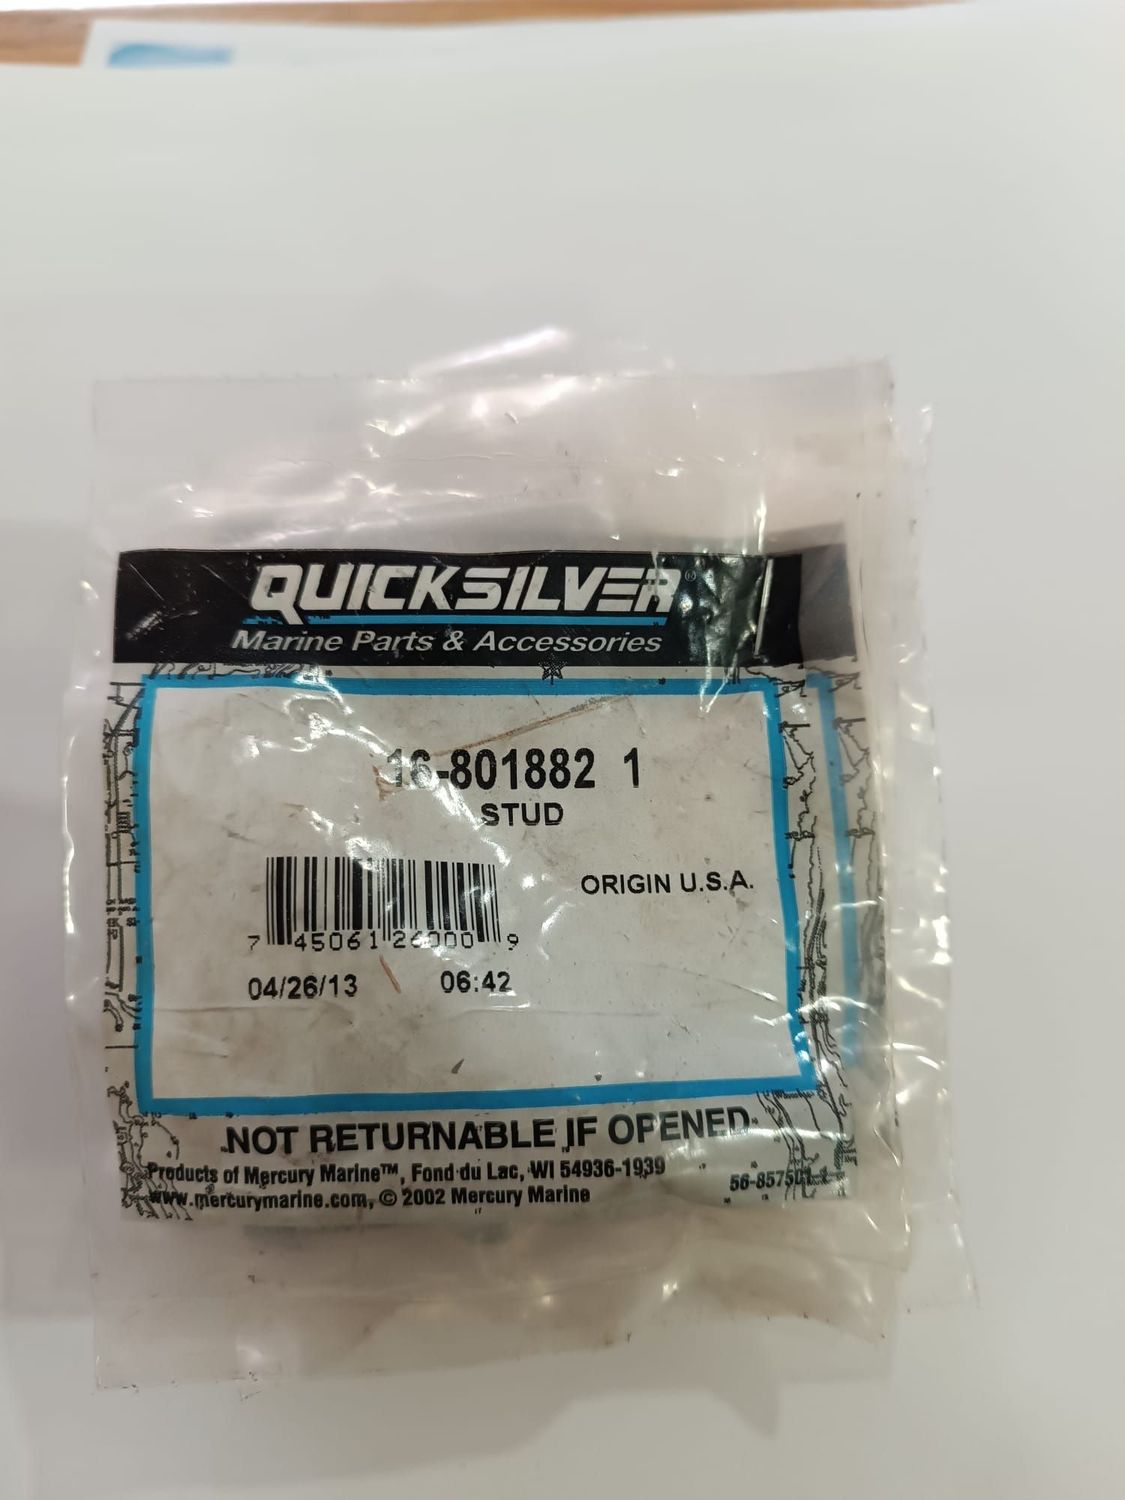 QUICKSILVER®
Marine Parts & Accessories
16-801882 1
STUD
ORIGIN U.S.A.
7 45061 26000 9
04/26/13 06:42
NOT RETURNABLE IF OPENED
Products of Mercury Marine™, Fond du Lac, WI 54936-1939
www.mercurymarine.com, © 2002 Mercury Marine